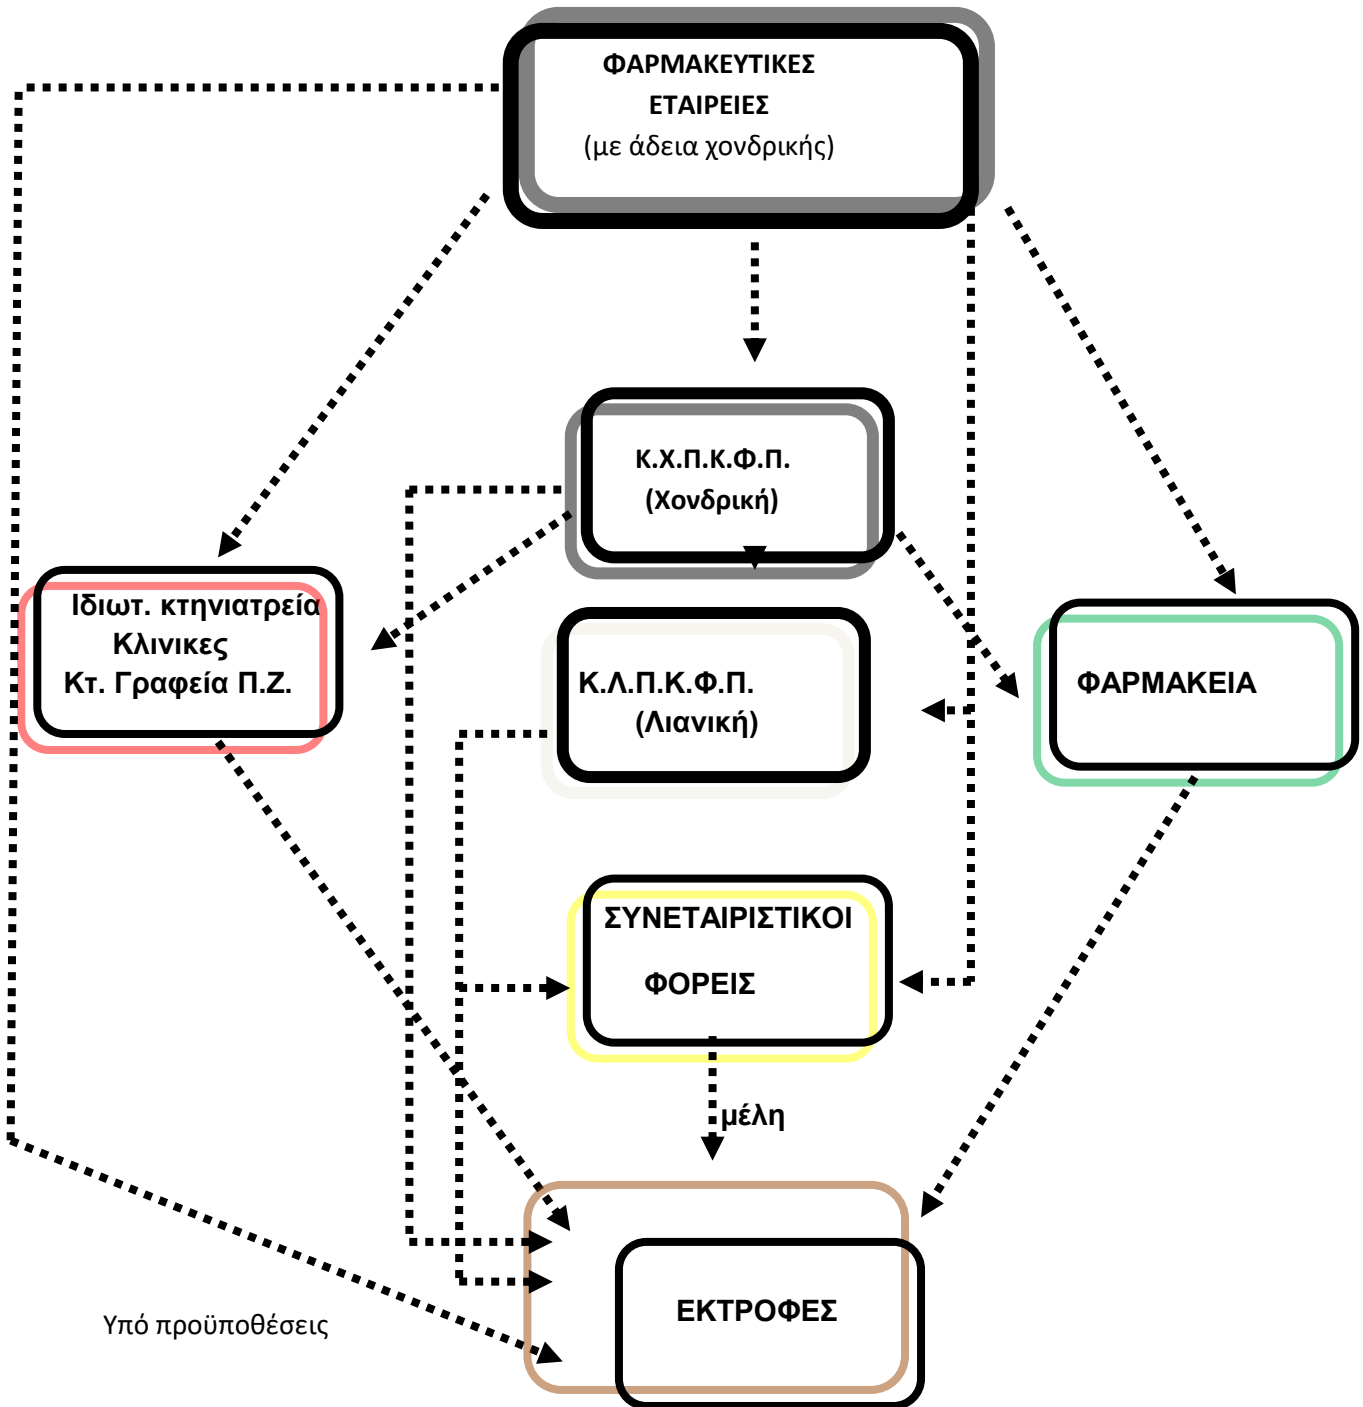 ΦΑΡΜΑΚΕΥΤΙΚΕΣ
ΕΤΑΙΡΕΙΕΣ
(με άδεια χονδρικής)
Κ.Χ.Π.Κ.Φ.Π.
(Χονδρική)
Ιδιωτ. κτηνιατρεία
Κλινικες
Κτ. Γραφεία Π.Ζ.
Κ.Λ.Π.Κ.Φ.Π.
(Λιανική)
ΦΑΡΜΑΚΕΙΑ
ΣΥΝΕΤΑΙΡΙΣΤΙΚΟΙ
ΦΟΡΕΙΣ
μέλη
ΕΚΤΡΟΦΕΣ
Υπό προϋποθέσεις